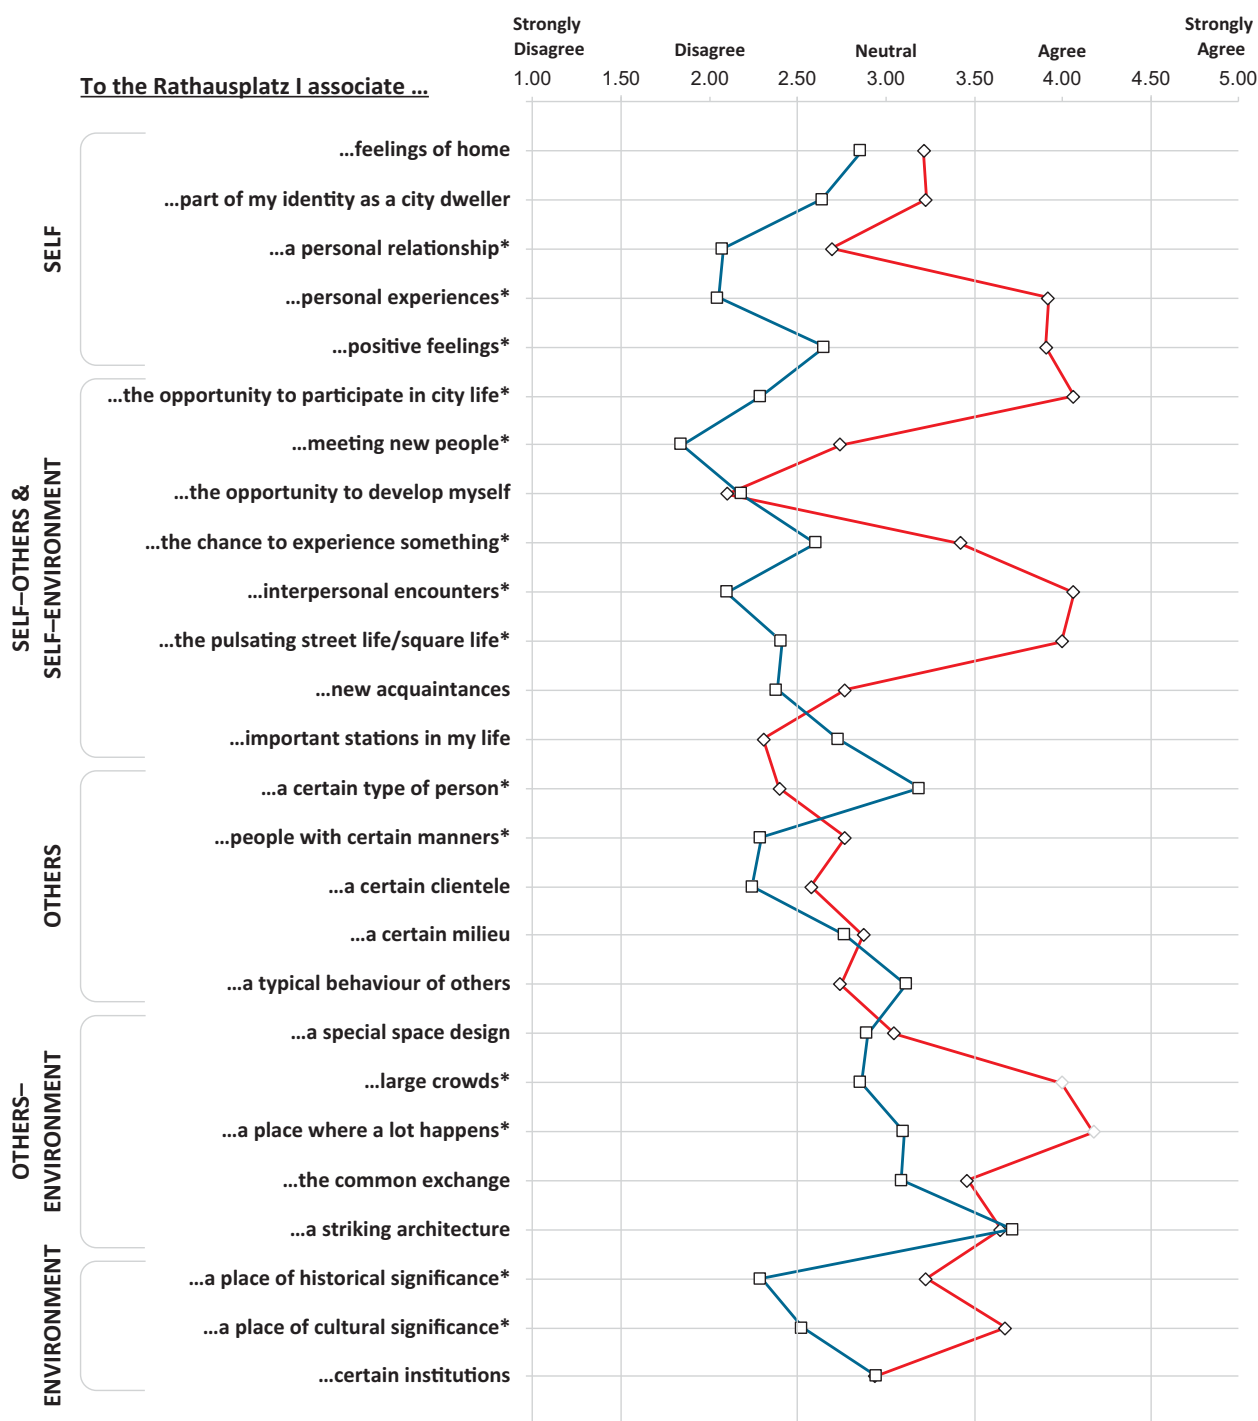 Strongly
Disagree
Disagree
Neutral
Agree
Strongly
Agree
To the Rathausplatz I associate ...
1.00 1.50 2.00 2.50 3.00 3.50 4.00 4.50 5.00
SELF
...feelings of home
...part of my identity as a city dweller
...a personal relationship*
...personal experiences*
...positive feelings*
SELF–OTHERS &
SELF–ENVIRONMENT
...the opportunity to participate in city life*
...meeting new people*
...the opportunity to develop myself
...the chance to experience something*
...interpersonal encounters*
...the pulsating street life/square life*
...new acquaintances
...important stations in my life
OTHERS
...a certain type of person*
...people with certain manners*
...a certain clientele
...a certain milieu
...a typical behaviour of others
OTHERS–
ENVIRONMENT
...a special space design
...large crowds*
...a place where a lot happens*
...the common exchange
...a striking architecture
ENVIRONMENT
...a place of historical significance*
...a place of cultural significance*
...certain institutions